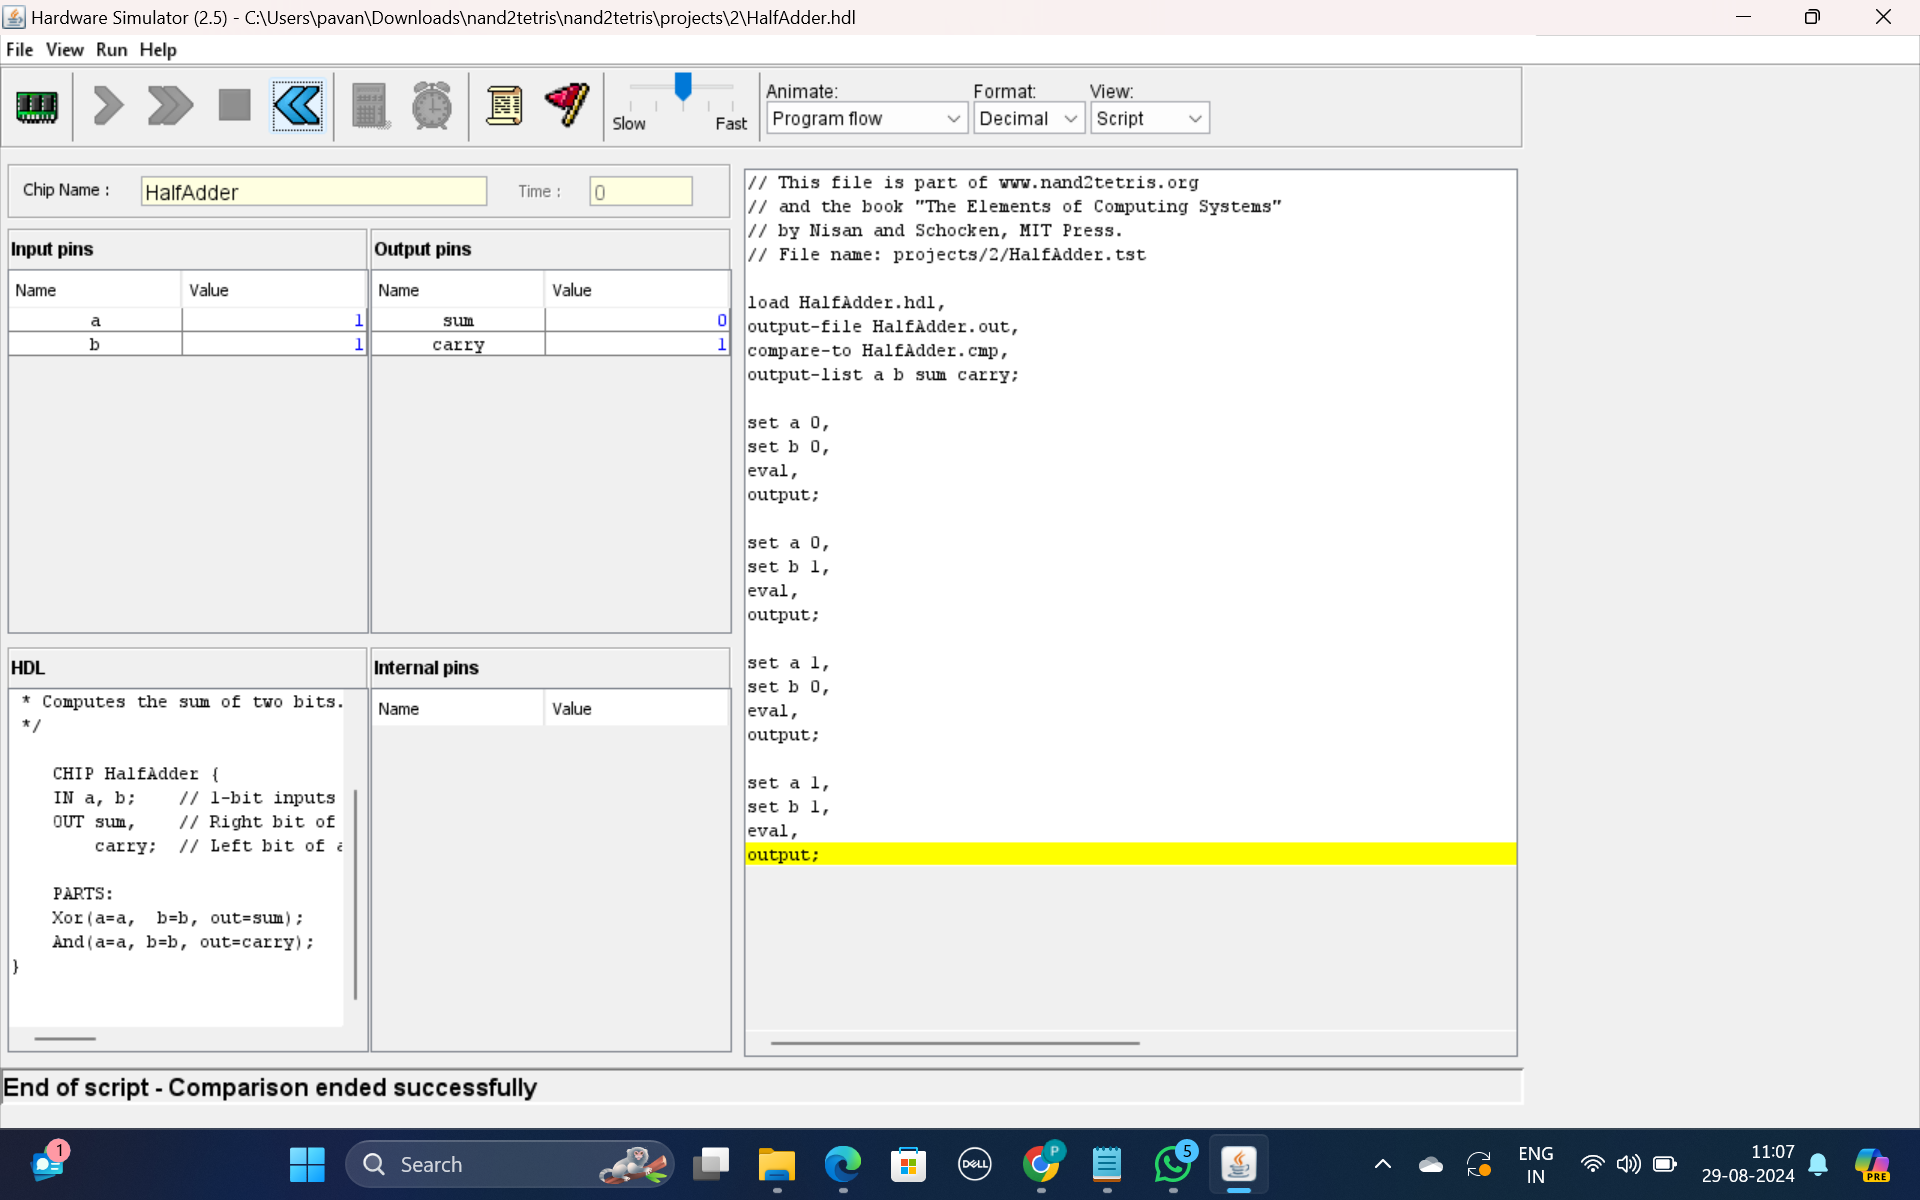 Hardware Simulator (2.5) - C:\Users\pavan\Downloads\nand2tetris\nand2tetris\projects\2\HalfAdder.hdl
File View Run Help
Slow Fast
Animate: Format: View:
Program flow Decimal Script
Chip Name : HalfAdder Time : 0
Input pins
Name Value
a 1
b 1
Output pins
Name Value
sum 0
carry 1
HDL
* Computes the sum of two bits.
*/
CHIP HalfAdder {
IN a, b; // 1-bit inputs
OUT sum, // Right bit of
carry; // Left bit of
PARTS:
Xor(a=a, b=b, out=sum);
And(a=a, b=b, out=carry);
}
Internal pins
Name Value
// This file is part of www.nand2tetris.org
// and the book "The Elements of Computing Systems"
// by Nisan and Schocken, MIT Press.
// File name: projects/2/HalfAdder.tst
load HalfAdder.hdl,
output-file HalfAdder.out,
compare-to HalfAdder.cmp,
output-list a b sum carry;
set a 0,
set b 0,
eval,
output;
set a 0,
set b 1,
eval,
output;
set a 1,
set b 0,
eval,
output;
set a 1,
set b 1,
eval,
output;
End of script - Comparison ended successfully
1
Search
DELL
P
5
ENG
IN
11:07
29-08-2024
PRE